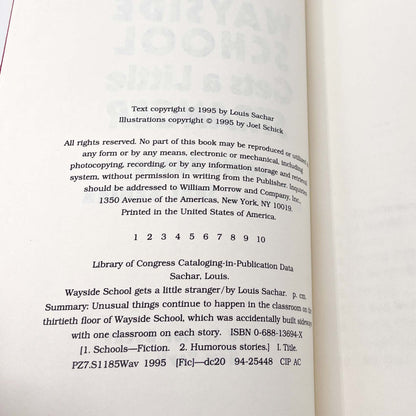 WAYSIDE
SCHOOL
Text copyright © 1995 by Louis Sachar
Illustrations copyright © 1995 by Joel Schick
All rights reserved. No part of this book may be reproduced or utilized in
any form or by any means, electronic or mechanical, including
photocopying, recording, or by any information storage and retrieval
system, without permission in writing from the Publisher. Inquiries
should be addressed to William Morrow and Company, Inc.,
1350 Avenue of the Americas, New York, NY 10019.
Printed in the United States of America.
1 2 3 4 5 6 7 8 9 10
Library of Congress Cataloging-in-Publication Data
Sachar, Louis.
Wayside School gets a little stranger/by Louis Sachar. p. cm.
Summary: Unusual things continue to happen in the classroom on the
thirtieth floor of Wayside School, which was accidentally built sideways
with one classroom on each story. ISBN 0-688-13694-X
[1. Schools—Fiction. 2. Humorous stories.] I. Title.
PZ7.S1185Wav 1995 [Fic]—dc20 94-25448 CIP AC